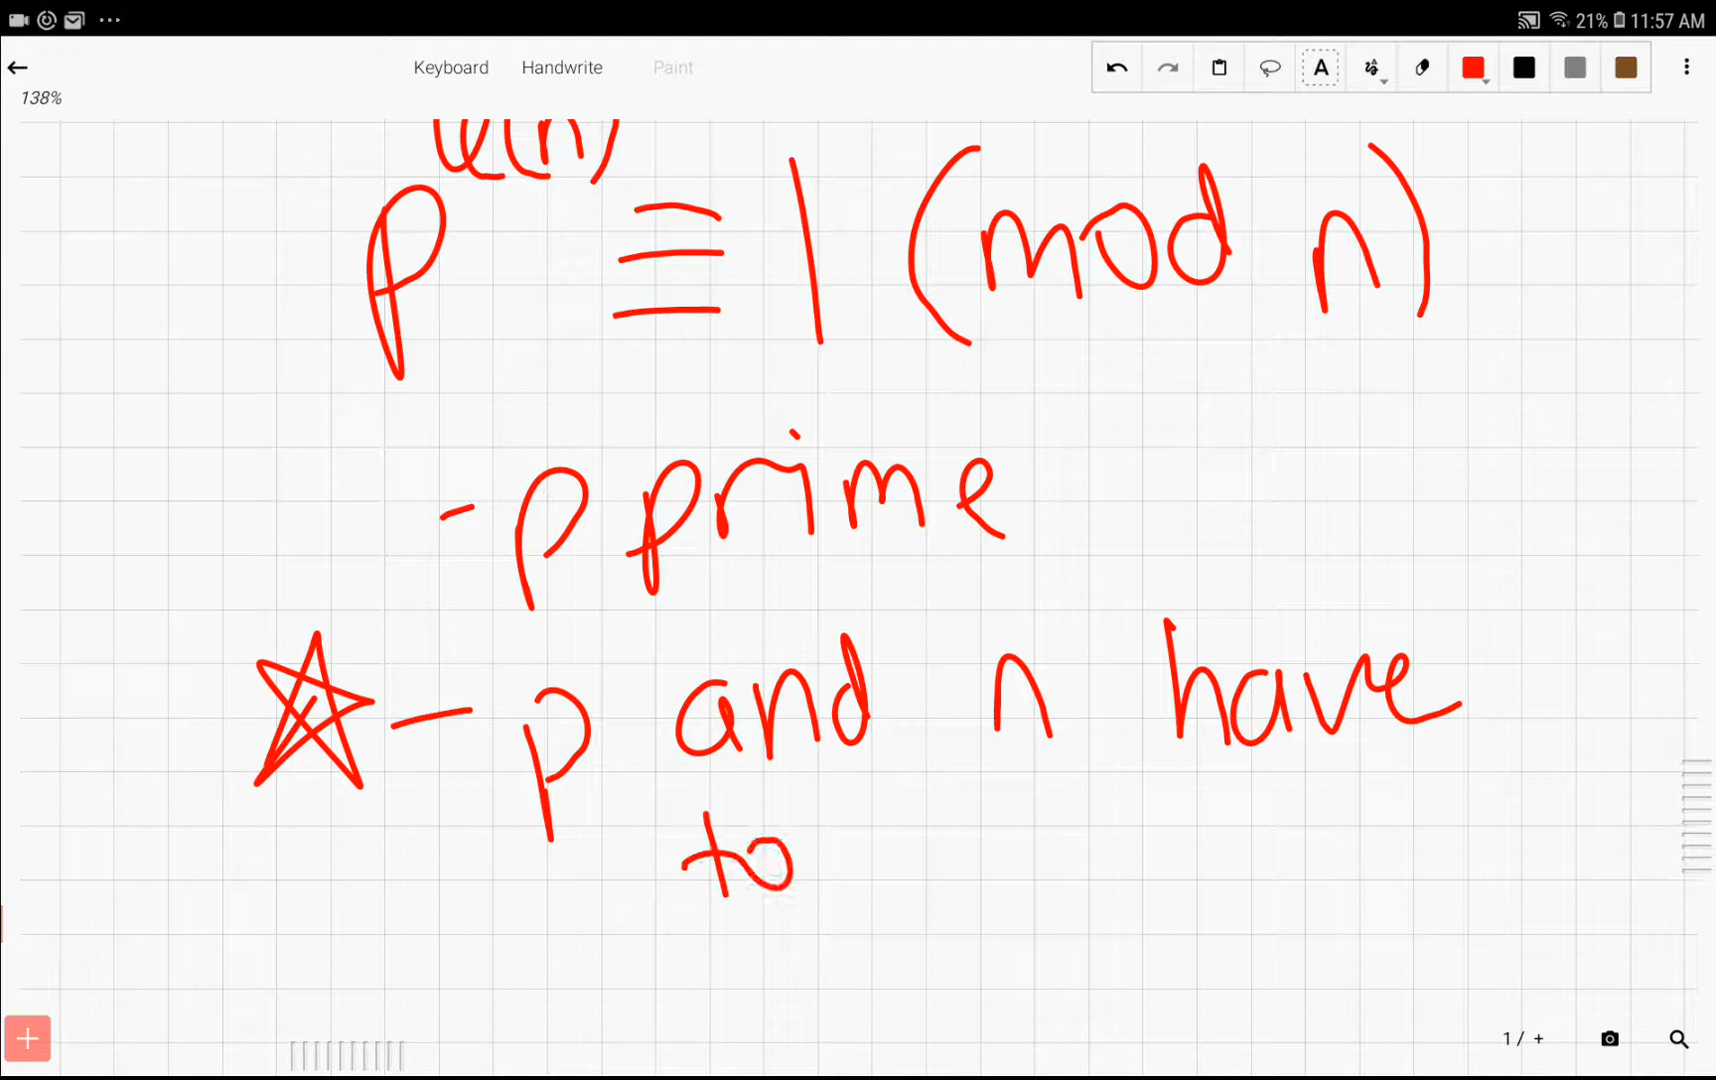 21% 11:57 AM
Keyboard Handwrite Paint A
138%
p^φ(n) ≡ 1 (mod n)
- p prime
- p and n have
to
1 / +